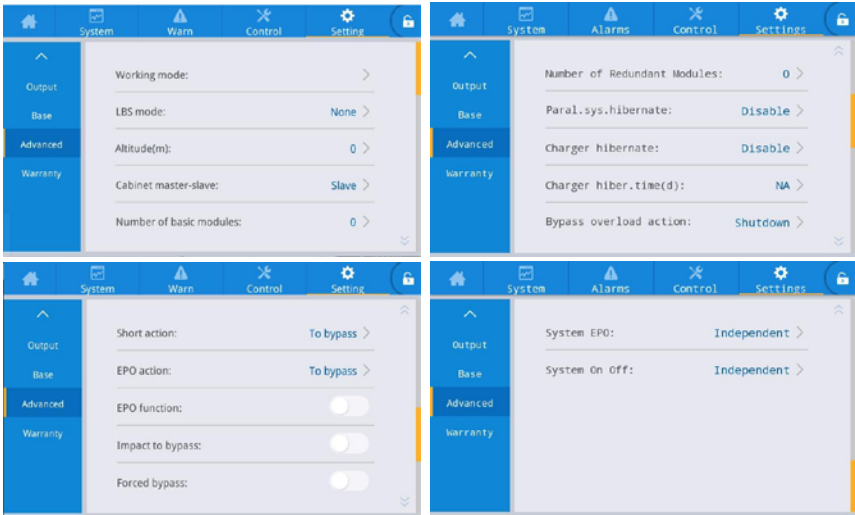 System Warn Control Setting
Output
Base
Advanced
Warranty
Working mode:
LBS mode: None
Altitude(m): 0
Cabinet master-slave: Slave
Number of basic modules: 0
System Alarms Control Settings
Output
Base
Advanced
Warranty
Number of Redundant Modules: 0
Paral.sys.hibernate: Disable
Charger hibernate: Disable
Charger hiber.time(d): NA
Bypass overload action: Shutdown
System Warn Control Setting
Output
Base
Advanced
Warranty
Short action: To bypass
EPO action: To bypass
EPO function:
Impact to bypass:
Forced bypass:
System Alarms Control Settings
Output
Base
Advanced
Warranty
System EPO: Independent
System On Off: Independent